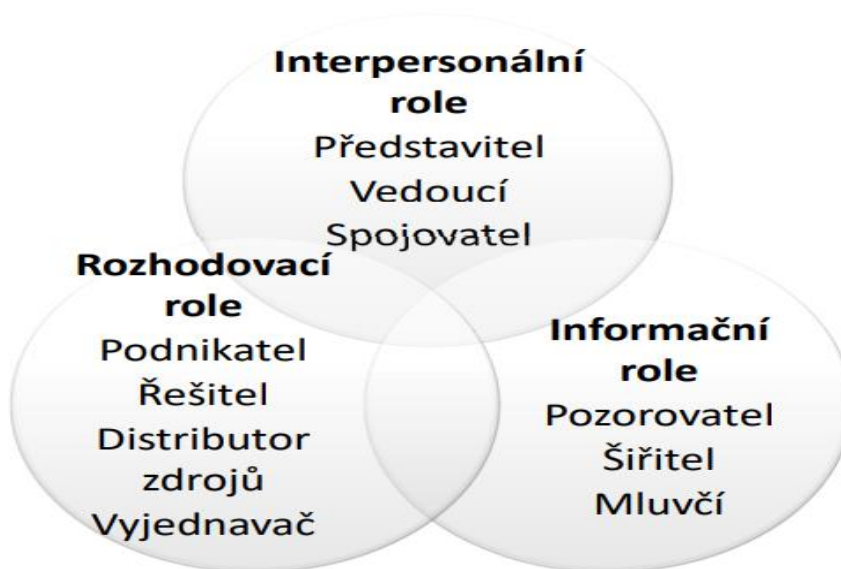 Interpersonální
role
Představitel
Vedoucí
Spojovatel
Rozhodovací
role
Podnikatel
Řešitel
Distributor
zdrojů
Vyjednavač
Informační
role
Pozorovatel
Šiřitel
Mluvčí